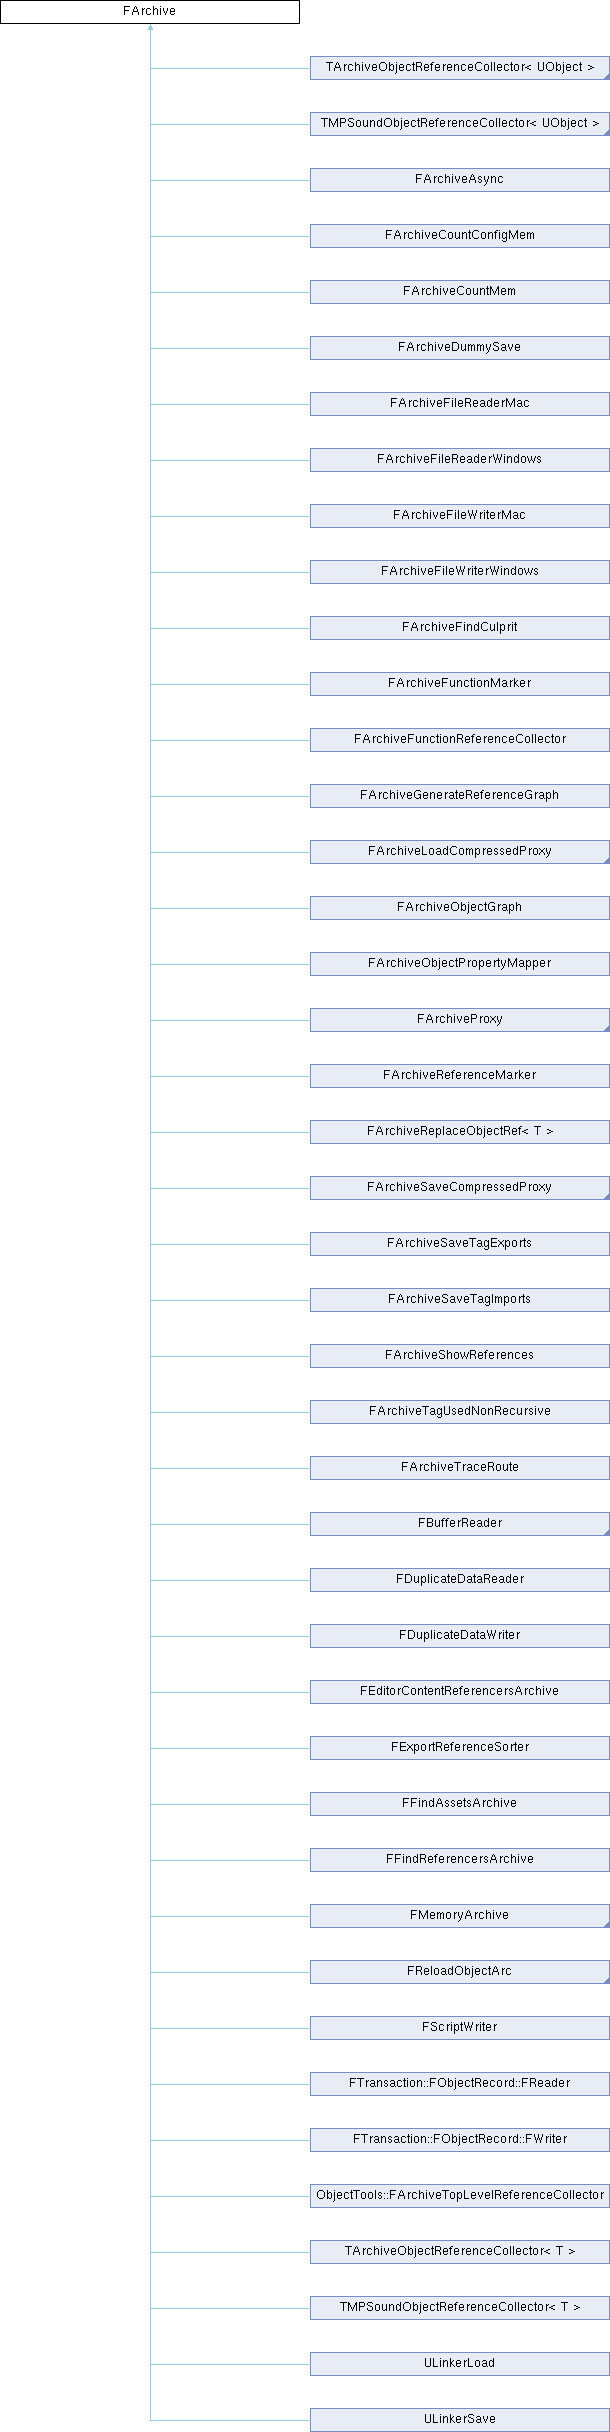 FArchive
TArchiveObjectReferenceCollector< UObject >
TMPSoundObjectReferenceCollector< UObject >
FArchiveAsync
FArchiveCountConfigMem
FArchiveCountMem
FArchiveDummySave
FArchiveFileReaderMac
FArchiveFileReaderWindows
FArchiveFileWriterMac
FArchiveFileWriterWindows
FArchiveFindCulprit
FArchiveFunctionMarker
FArchiveFunctionReferenceCollector
FArchiveGenerateReferenceGraph
FArchiveLoadCompressedProxy
FArchiveObjectGraph
FArchiveObjectPropertyMapper
FArchiveProxy
FArchiveReferenceMarker
FArchiveReplaceObjectRef< T >
FArchiveSaveCompressedProxy
FArchiveSaveTagExports
FArchiveSaveTagImports
FArchiveShowReferences
FArchiveTagUsedNonRecursive
FArchiveTraceRoute
FBufferReader
FDuplicateDataReader
FDuplicateDataWriter
FEditorContentReferencersArchive
FExportReferenceSorter
FFindAssetsArchive
FFindReferencersArchive
FMemoryArchive
FReloadObjectArc
FScriptWriter
FTransaction::FObjectRecord::FReader
FTransaction::FObjectRecord::FWriter
ObjectTools::FArchiveTopLevelReferenceCollector
TArchiveObjectReferenceCollector< T >
TMPSoundObjectReferenceCollector< T >
ULinkerLoad
ULinkerSave